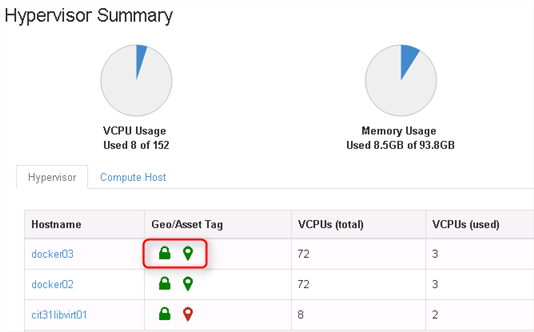 Hypervisor Summary
VCPU Usage
Used 8 of 152
Memory Usage
Used 8.5GB of 93.8GB
Hypervisor Compute Host
Hostname Geo/Asset Tag VCPUs (total) VCPUs (used)
docker03 72 3
docker02 72 3
cit31libvirt01 8 2